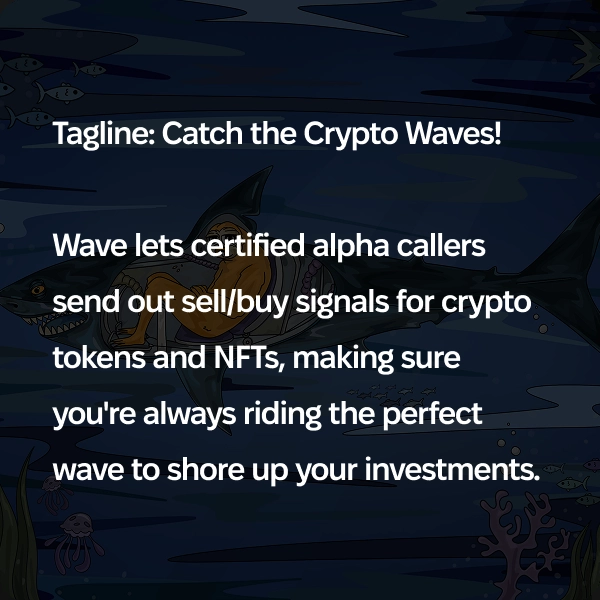 Tagline: Catch the Crypto Waves!
Wave lets certified alpha callers
send out sell/buy signals for crypto
tokens and NFTs, making sure
you're always riding the perfect
wave to shore up your investments.